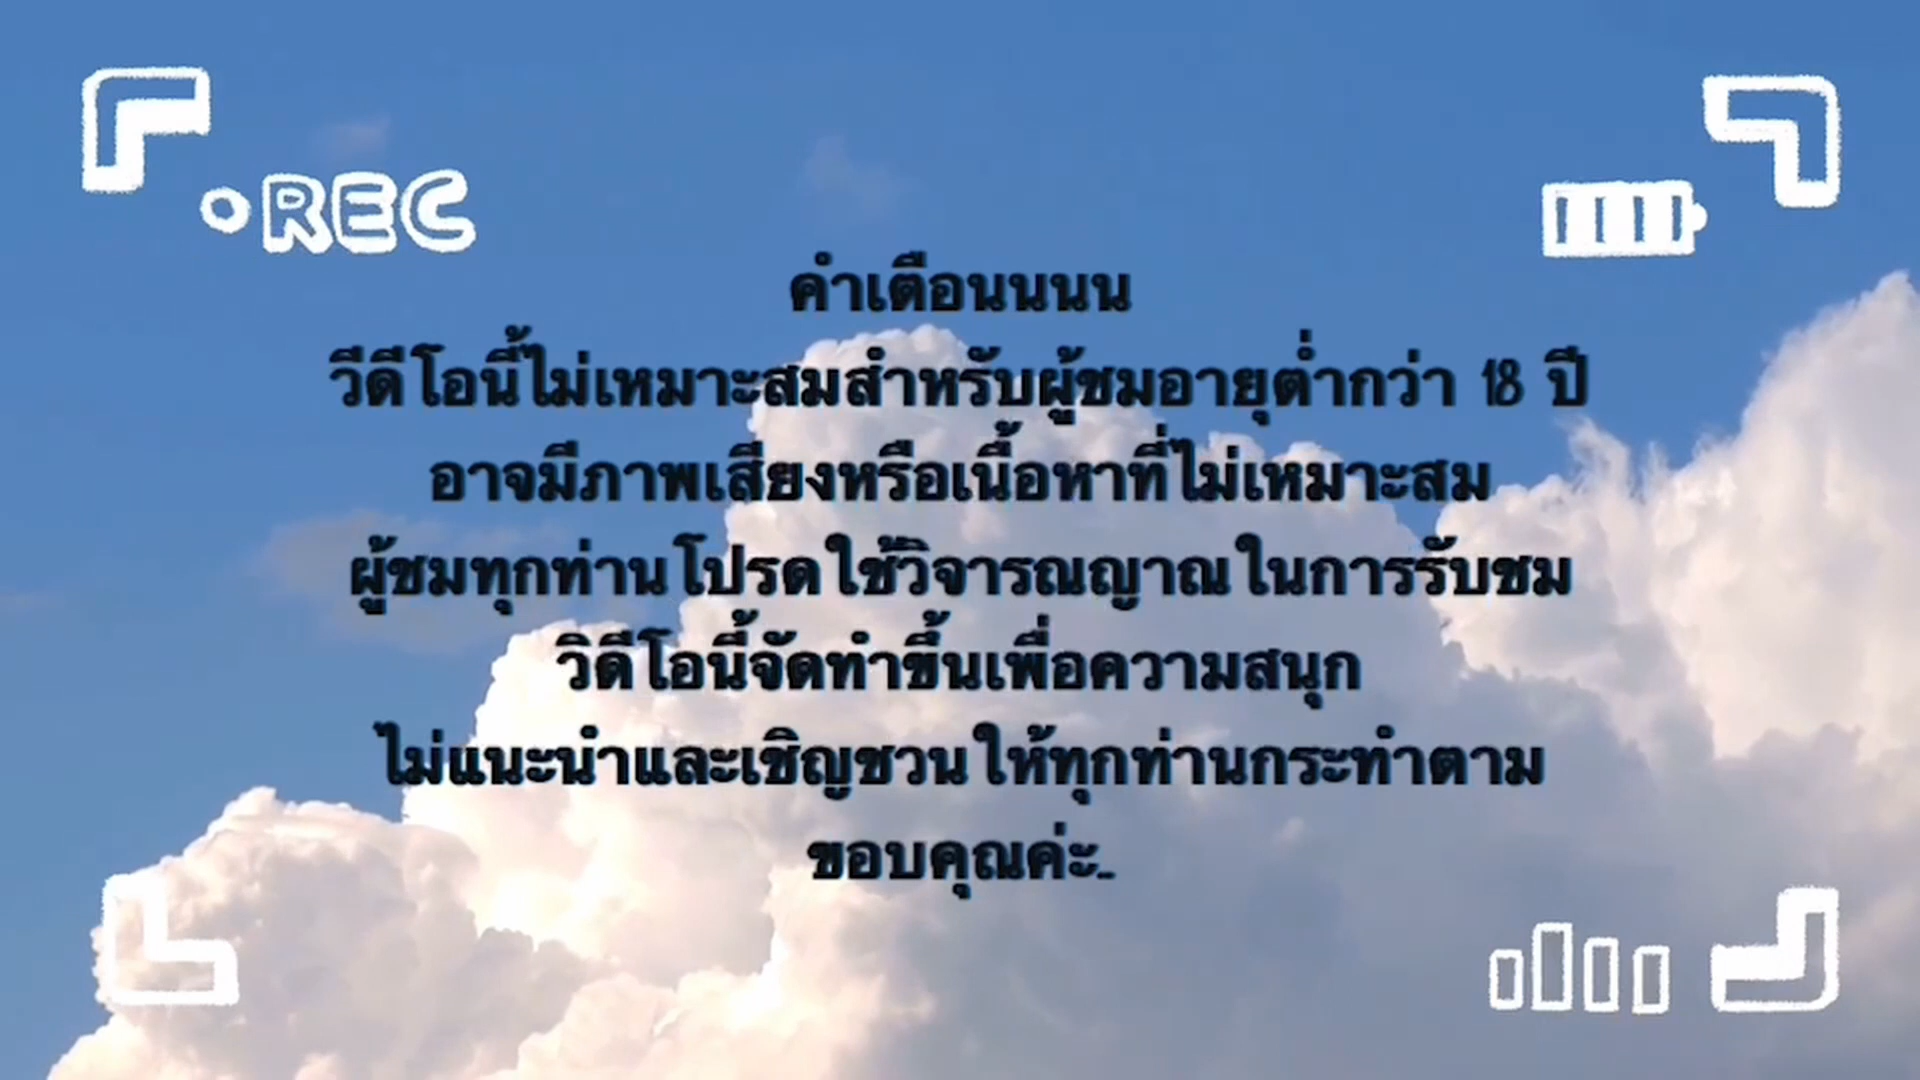 REC
คำเตือนนนน
วีดีโอนี้ไม่เหมาะสมสำหรับผู้ชมอายุต่ำกว่า 18 ปี
อาจมีภาพเสียงหรือเนื้อหาที่ไม่เหมาะสม
ผู้ชมทุกท่านโปรดใช้วิจารณญาณในการรับชม
วิดีโอนี้จัดทำขึ้นเพื่อความสนุก
ไม่แนะนำและเชิญชวนให้ทุกท่านกระทำตาม
ขอบคุณค่ะ..